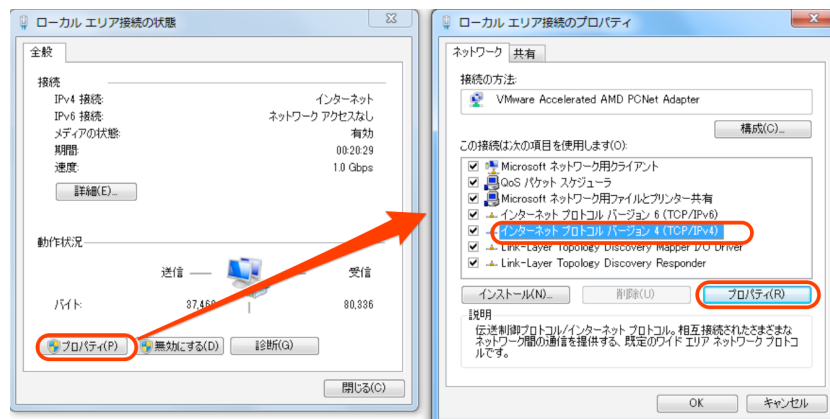 ローカル エリア接続の状態
全般
接続
IPv4 接続: インターネット
IPv6 接続: ネットワーク アクセスなし
メディアの状態: 有効
期間: 00:20:29
速度: 1.0 Gbps
詳細(E)...
動作状況
送信 受信
バイト: 37,468 80,336
プロパティ(P) 無効にする(D) 診断(G)
閉じる(C)
ローカル エリア接続のプロパティ
ネットワーク 共有
接続の方法:
VMware Accelerated AMD PCNet Adapter
構成(C)...
この接続は次の項目を使用します(O):
Microsoft ネットワーク用クライアント
QoS パケット スケジューラ
Microsoft ネットワーク用ファイルとプリンター共有
インターネット プロトコル バージョン 6 (TCP/IPv6)
インターネット プロトコル バージョン 4 (TCP/IPv4)
Link-Layer Topology Discovery Mapper I/O Driver
Link-Layer Topology Discovery Responder
インストール(N)... 削除(U) プロパティ(R)
説明
伝送制御プロトコル/インターネット プロトコル。相互接続されたさまざまな
ネットワーク間の通信を提供する、既定のワイド エリア ネットワーク プロトコ
ルです。
OK キャンセル